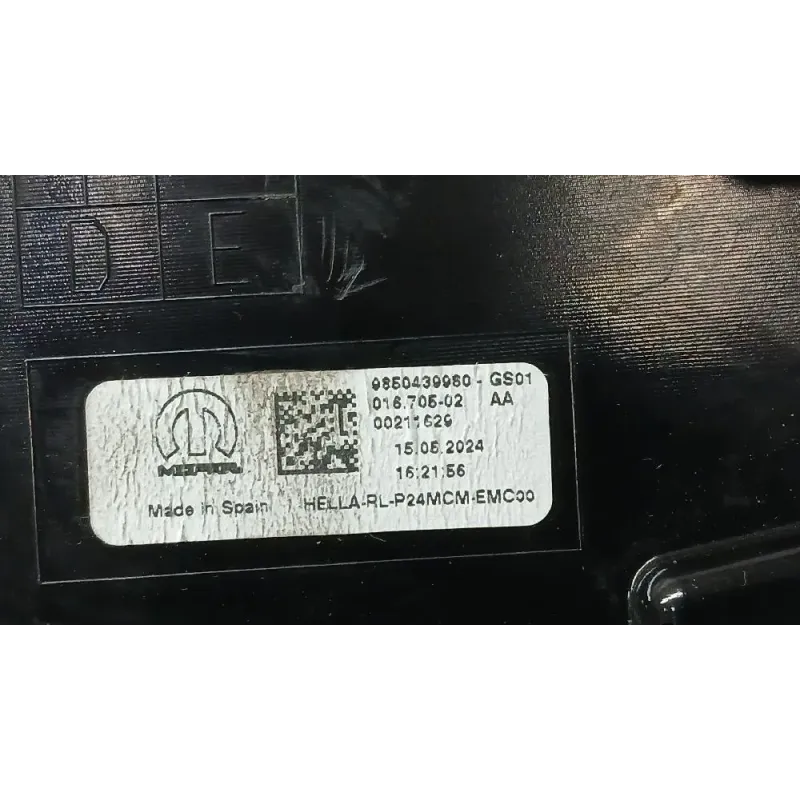 D E
9850439980 - GS01
016.705-02 AA
00211629
15.05.2024
16:21:56
MOPAR
Made in Spain
HELLA-RL-P24MCM-EMC00